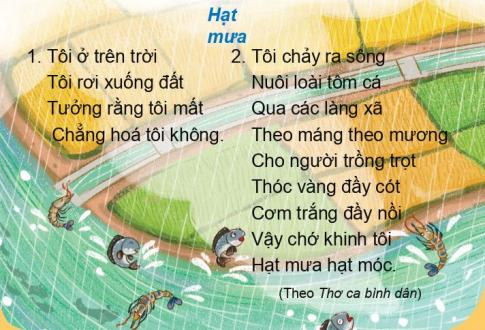 Hạt
mưa
1. Tôi ở trên trời
Tôi rơi xuống đất
Tưởng rằng tôi mất
Chẳng hoá tôi không.
2. Tôi chảy ra sông
Nuôi loài tôm cá
Qua các làng xã
Theo máng theo mương
Cho người trồng trọt
Thóc vàng đầy cót
Cơm trắng đầy nồi
Vậy chớ khinh tôi
Hạt mưa hạt móc.
(Theo Thơ ca bình dân)